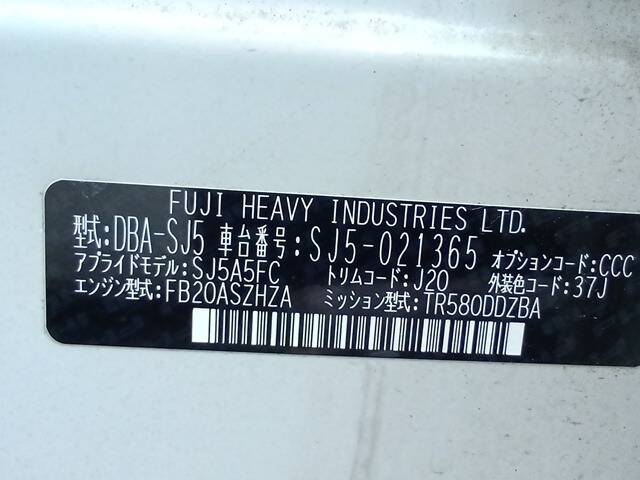 FUJI HEAVY INDUSTRIES LTD.
型式:DBA-SJ5 車台番号:SJ5-021365 オプションコード:CCC
アプライドモデル:SJ5A5FC トリムコード:J20 外装色コード:37J
エンジン型式:FB20ASZHZA ミッション型式:TR580DDZBA